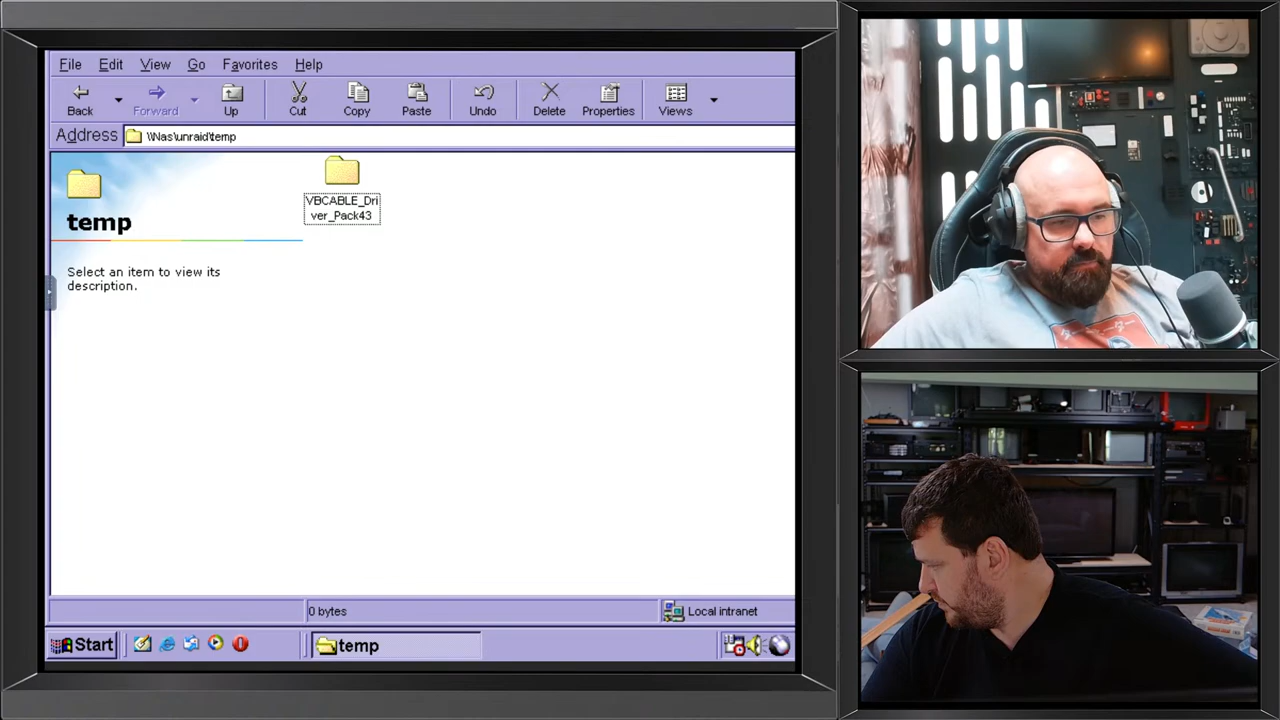 File Edit View Go Favorites Help
Back Forward Up Cut Copy Paste Undo Delete Properties Views
Address \\Nas\unraid\temp
VBCABLE_Dri
ver_Pack43
temp
Select an item to view its
description.
0 bytes Local intranet
Start temp